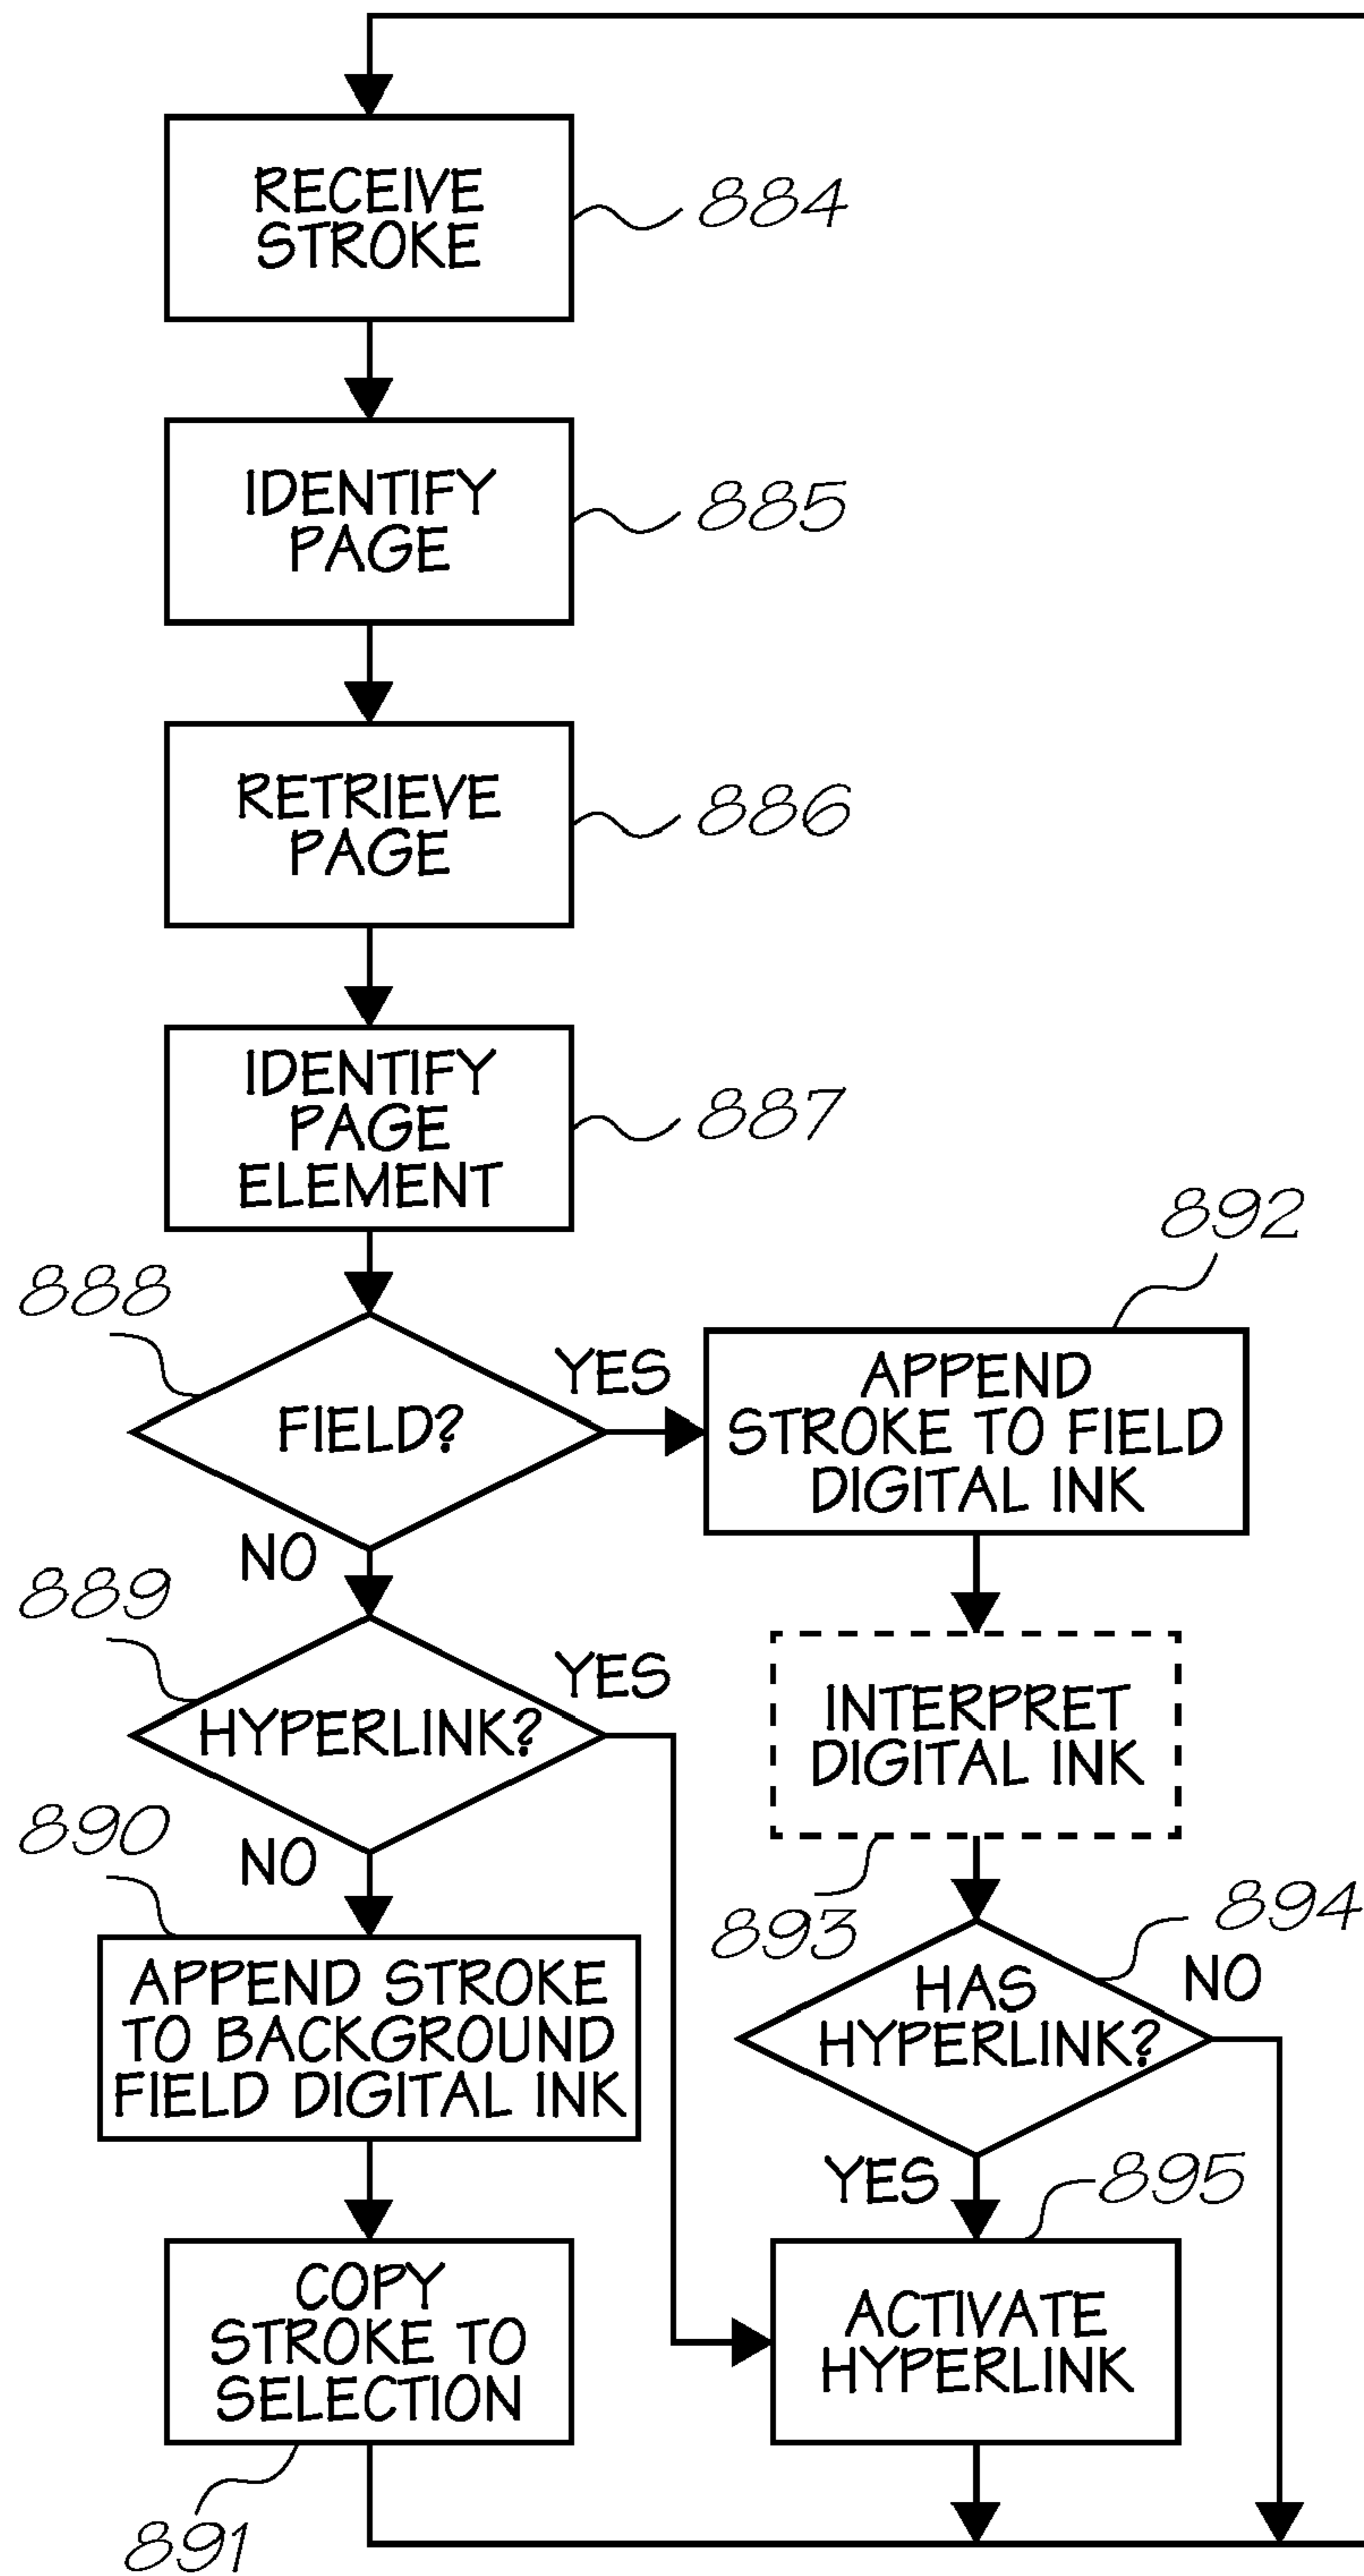 RECEIVE
STROKE
884
IDENTIFY
PAGE
885
RETRIEVE
PAGE
886
IDENTIFY
PAGE
ELEMENT
887
888
FIELD?
YES
NO
892
APPEND
STROKE TO FIELD
DIGITAL INK
889
HYPERLINK?
YES
NO
INTERPRET
DIGITAL INK
893
890
APPEND STROKE
TO BACKGROUND
FIELD DIGITAL INK
894
HAS
HYPERLINK?
NO
YES
895
COPY
STROKE TO
SELECTION
891
ACTIVATE
HYPERLINK